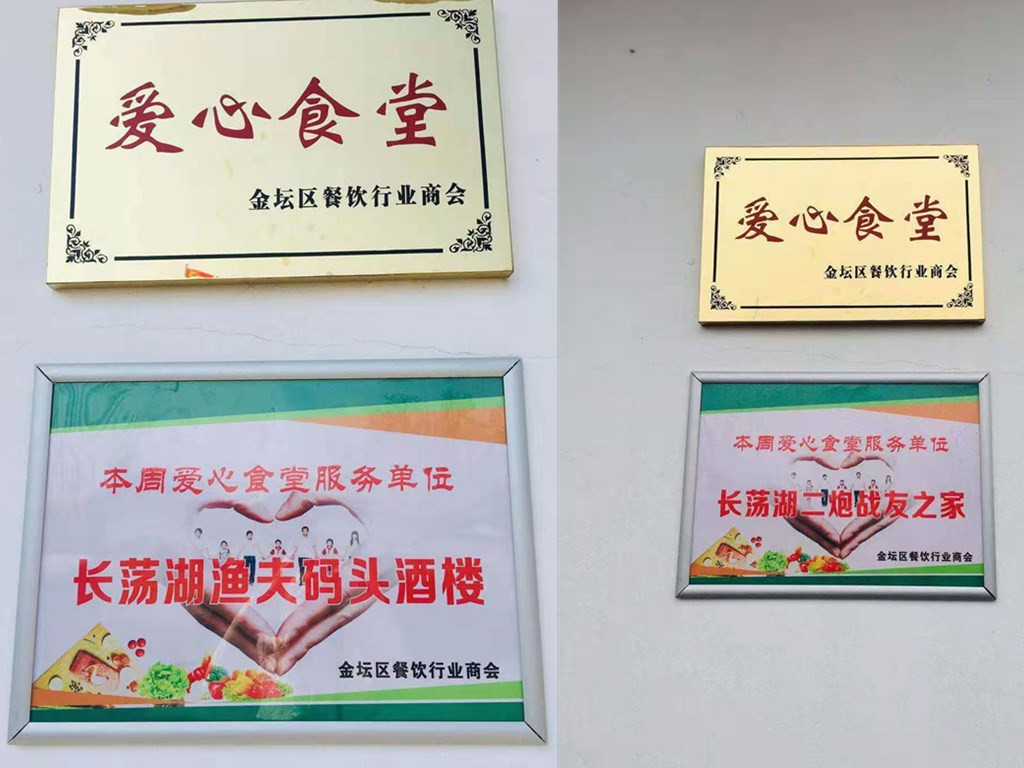 爱心食堂
金坛区餐饮行业商会
本周爱心食堂服务单位
长荡湖渔夫码头酒楼
金坛区餐饮行业商会
爱心食堂
金坛区餐饮行业商会
本周爱心食堂服务单位
长荡湖二炮战友之家
金坛区餐饮行业商会